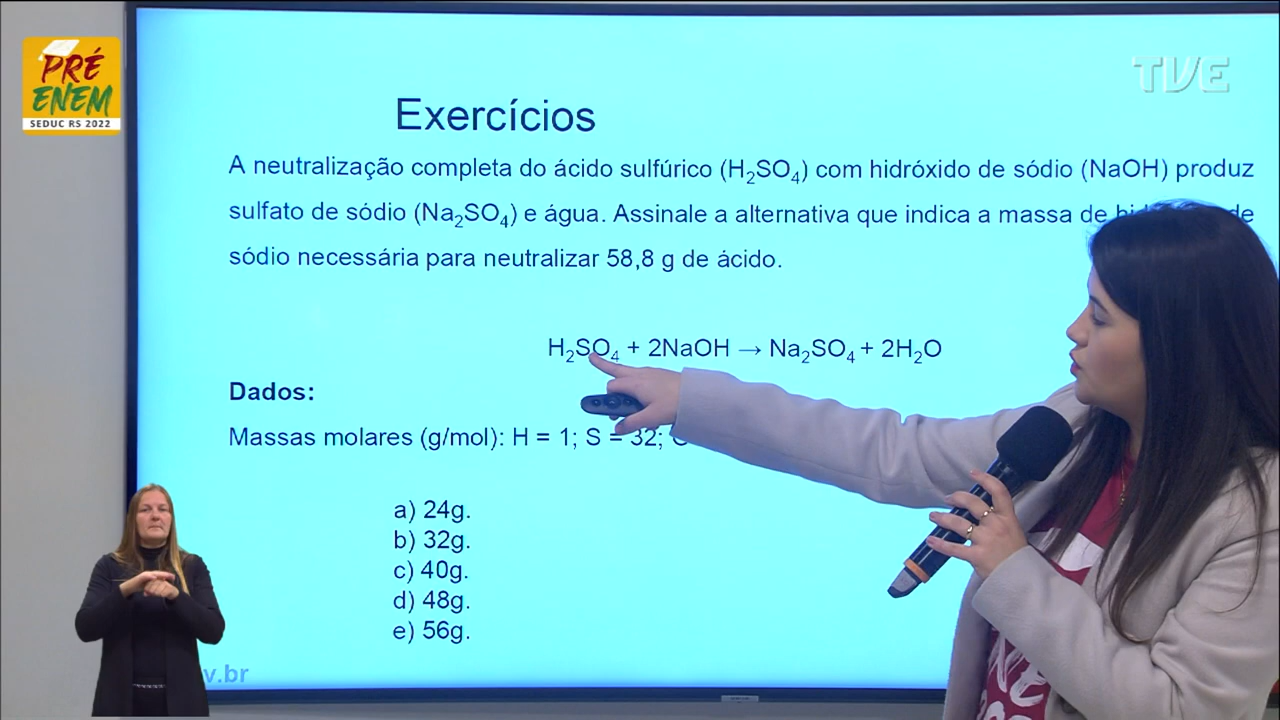 PRÉ
ENEM
SEDUC RS 2022
TVE
Exercícios
A neutralização completa do ácido sulfúrico (H₂SO₄) com hidróxido de sódio (NaOH) produz
sulfato de sódio (Na₂SO₄) e água. Assinale a alternativa que indica a massa de de
sódio necessária para neutralizar 58,8 g de ácido.
H₂SO₄ + 2NaOH → Na₂SO₄ + 2H₂O
Dados:
Massas molares (g/mol): H = 1; S = 32;
a) 24g.
b) 32g.
c) 40g.
d) 48g.
e) 56g.
v.br